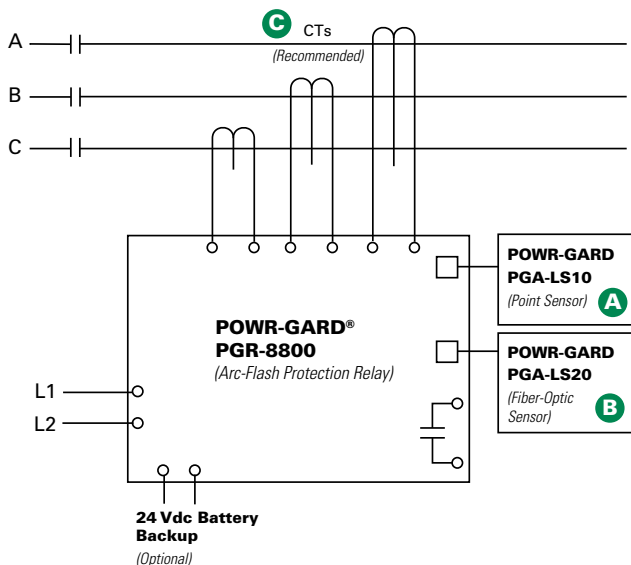 C CTs
(Recommended)
A
B
C
POWR-GARD
PGA-LS10
(Point Sensor) A
POWR-GARD®
PGR-8800
(Arc-Flash Protection Relay)
POWR-GARD
PGA-LS20
(Fiber-Optic
Sensor) B
L1
L2
24 Vdc Battery
Backup
(Optional)